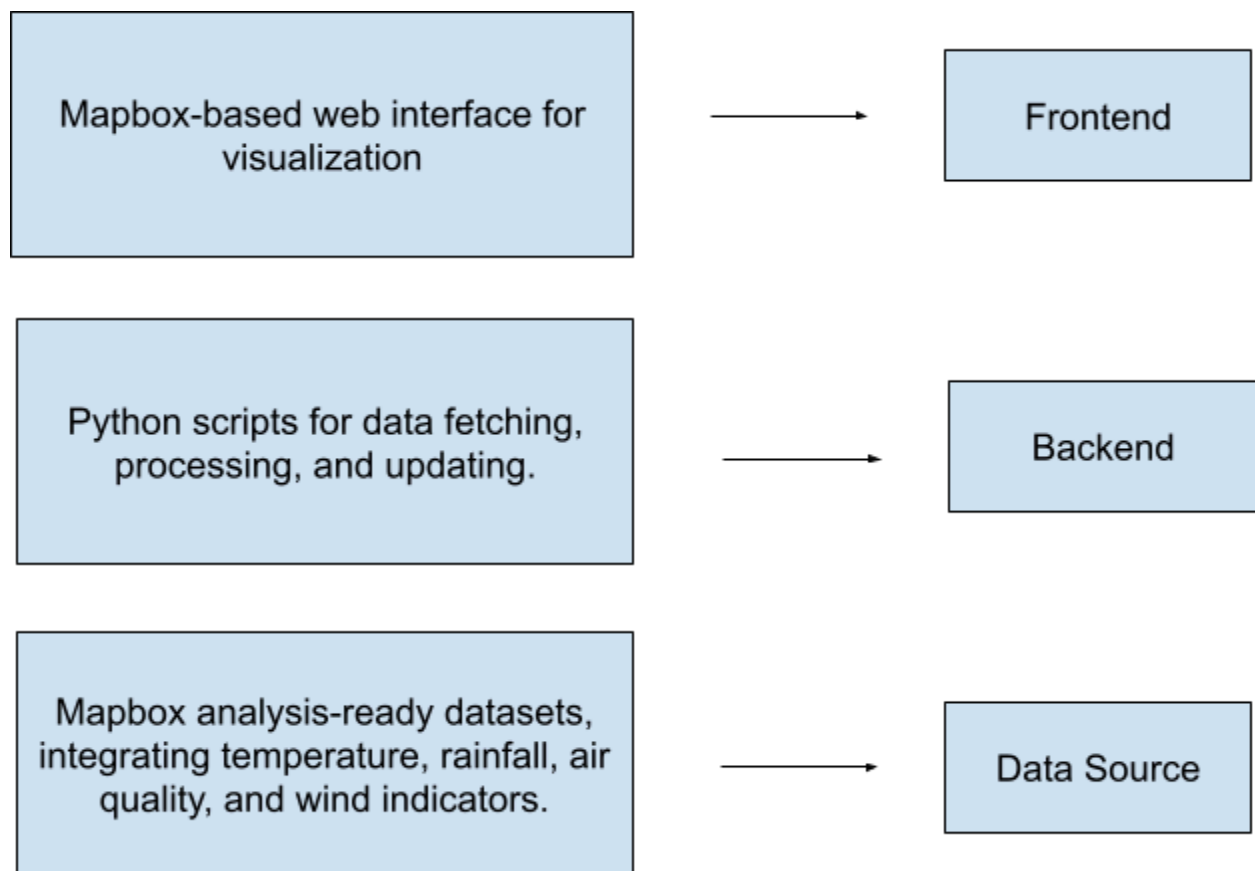 Mapbox-based web interface for
visualization
Frontend
Python scripts for data fetching,
processing, and updating.
Backend
Mapbox analysis-ready datasets,
integrating temperature, rainfall, air
quality, and wind indicators.
Data Source